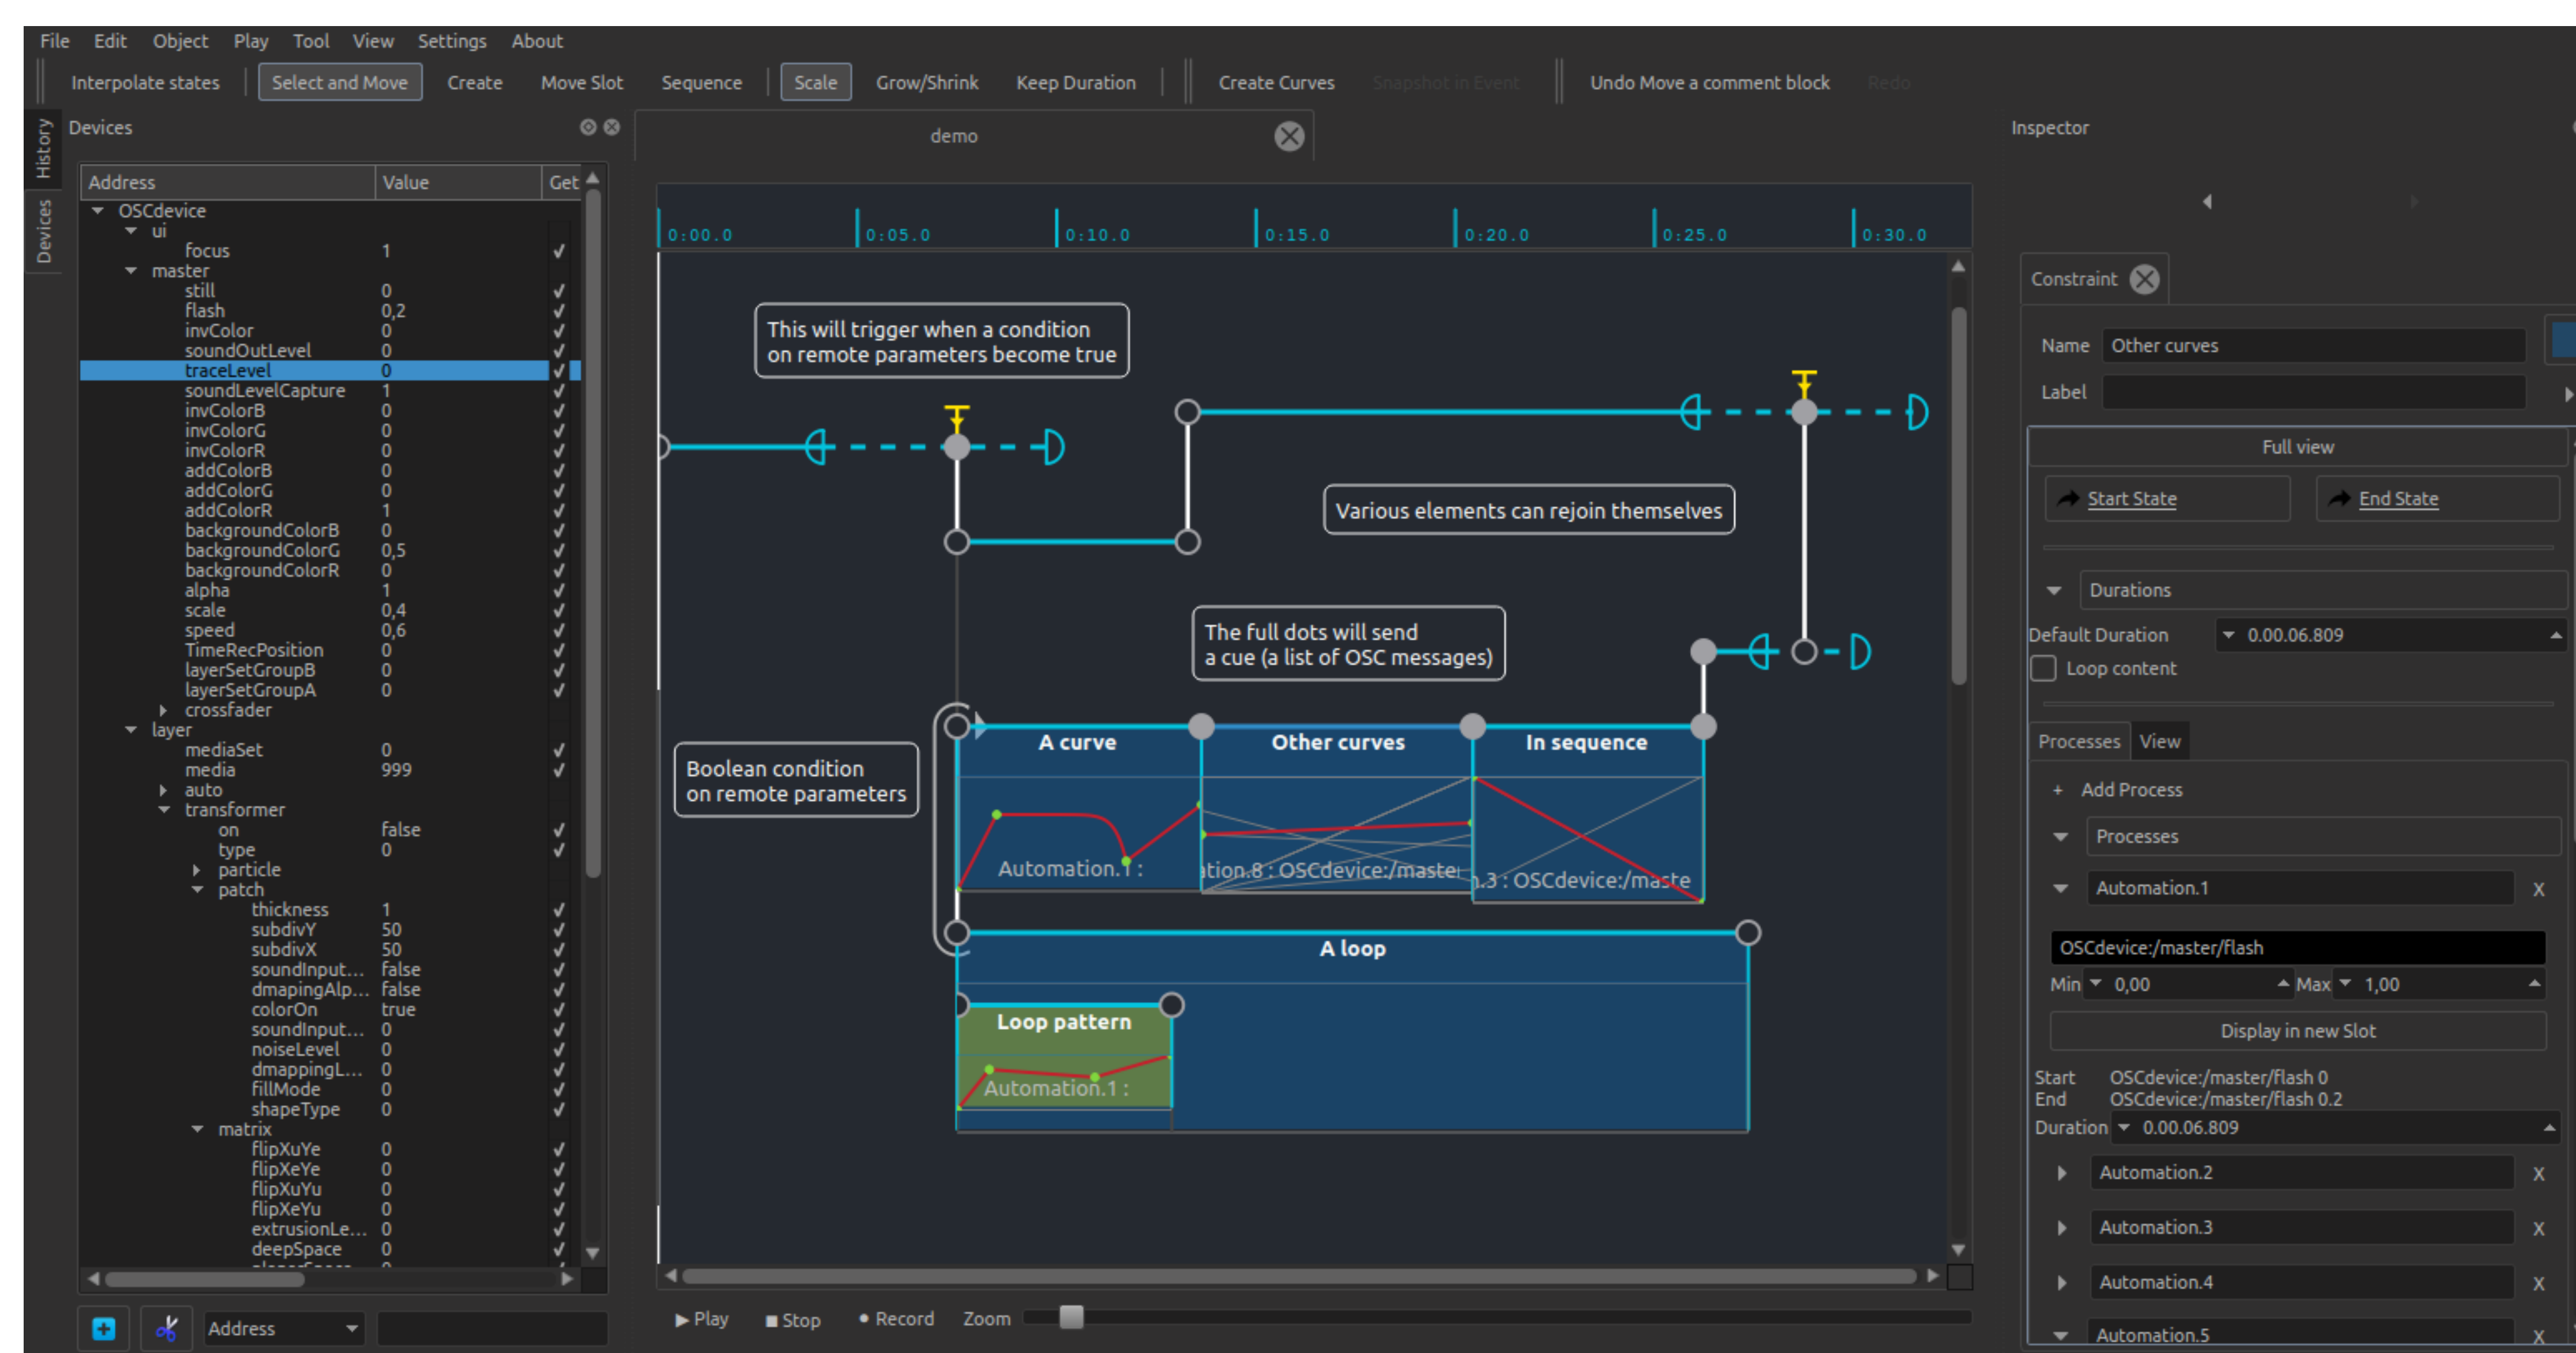 File Edit Object Play Tool View Settings About
Interpolate states Select and Move Create Move Slot Sequence Scale Grow/Shrink Keep Duration Create Curves Snapshot in Event Undo Move a comment block Redo
History
Devices
Devices
Address Value Get
OSCdevice
ui
focus 1
master
still 0
flash 0,2
invColor 0
soundOutLevel 0
traceLevel 0
soundLevelCapture 1
invColorB 0
invColorG 0
invColorR 0
addColorB 0
addColorG 0
addColorR 1
backgroundColorB 0
backgroundColorG 0,5
backgroundColorR 0
alpha 1
scale 0,4
speed 0,6
TimeRecPosition 0
layerSetGroupB 0
layerSetGroupA 0
crossfader
layer
mediaSet 0
media 999
auto
transformer
on false
type 0
particle
patch
thickness 1
subdivY 50
subdivX 50
soundInput... false
dmapingAlp... false
colorOn true
soundInput... 0
noiseLevel 0
dmappingL... 0
fillMode 0
shapeType 0
matrix
flipXuYe 0
flipXeYe 0
flipXuYu 0
flipXeYu 0
extrusionLe... 0
deepSpace 0
Address
demo
0:00.0 0:05.0 0:10.0 0:15.0 0:20.0 0:25.0 0:30.0
This will trigger when a condition
on remote parameters become true
Various elements can rejoin themselves
The full dots will send
a cue (a list of OSC messages)
Boolean condition
on remote parameters
A curve Other curves In sequence
Automation.1 : ation.8 : OSCdevice:/master n.3 : OSCdevice:/maste
A loop
Loop pattern
Automation.1 :
Play Stop Record Zoom
Inspector
Constraint
Name Other curves
Label
Full view
Start State End State
Durations
Default Duration 0.00.06.809
Loop content
Processes View
+ Add Process
Processes
Automation.1 X
OSCdevice:/master/flash
Min 0,00 Max 1,00
Display in new Slot
Start OSCdevice:/master/flash 0
End OSCdevice:/master/flash 0.2
Duration 0.00.06.809
Automation.2 X
Automation.3 X
Automation.4 X
Automation.5 X